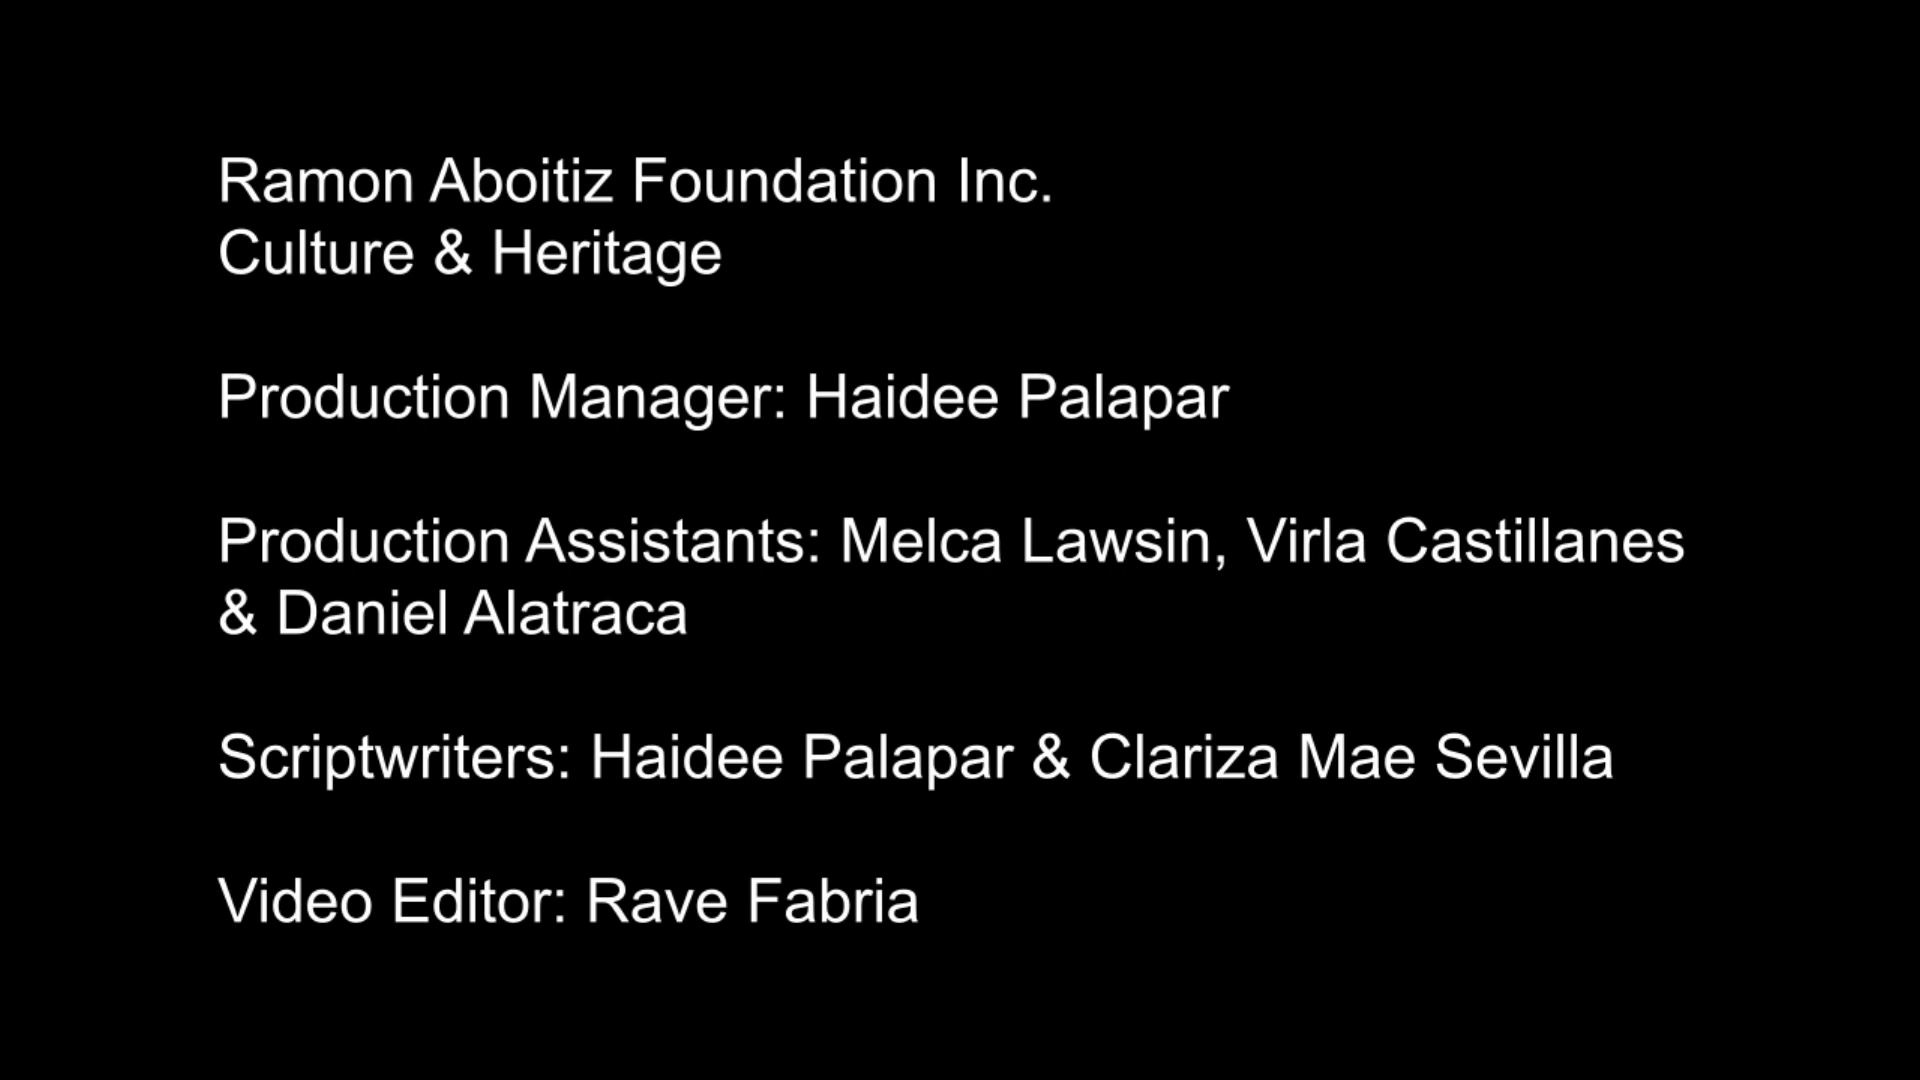 Ramon Aboitiz Foundation Inc.
Culture & Heritage
Production Manager: Haidee Palapar
Production Assistants: Melca Lawsin, Virla Castillanes
& Daniel Alatraca
Scriptwriters: Haidee Palapar & Clariza Mae Sevilla
Video Editor: Rave Fabria